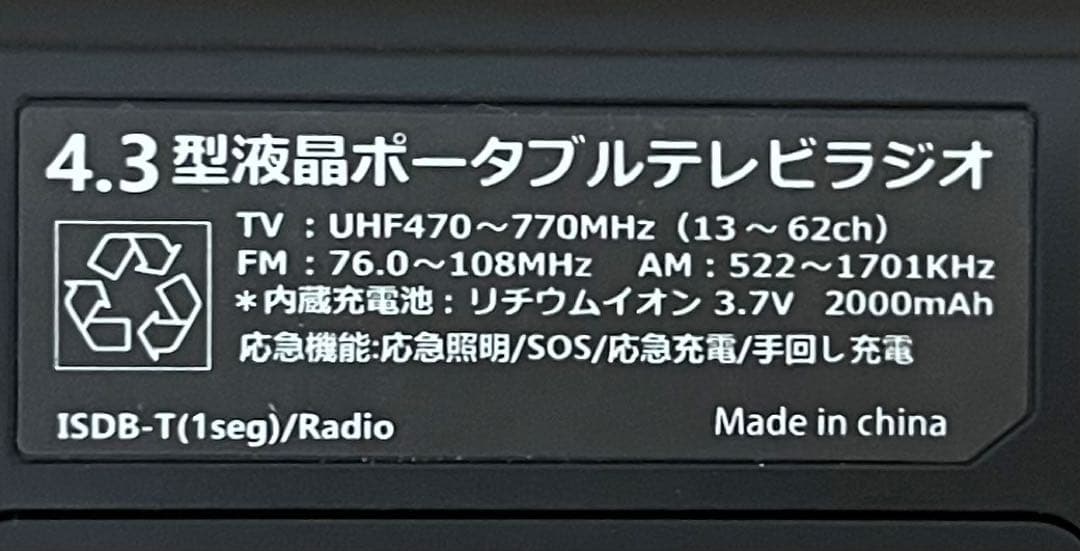 4.3型液晶ポータブルテレビラジオ
TV : UHF470～770MHz（13～62ch）
FM : 76.0～108MHz AM : 522～1701KHz
＊内蔵充電池 : リチウムイオン 3.7V 2000mAh
応急機能:応急照明/SOS/応急充電/手回し充電
ISDB-T(1seg)/Radio
Made in china